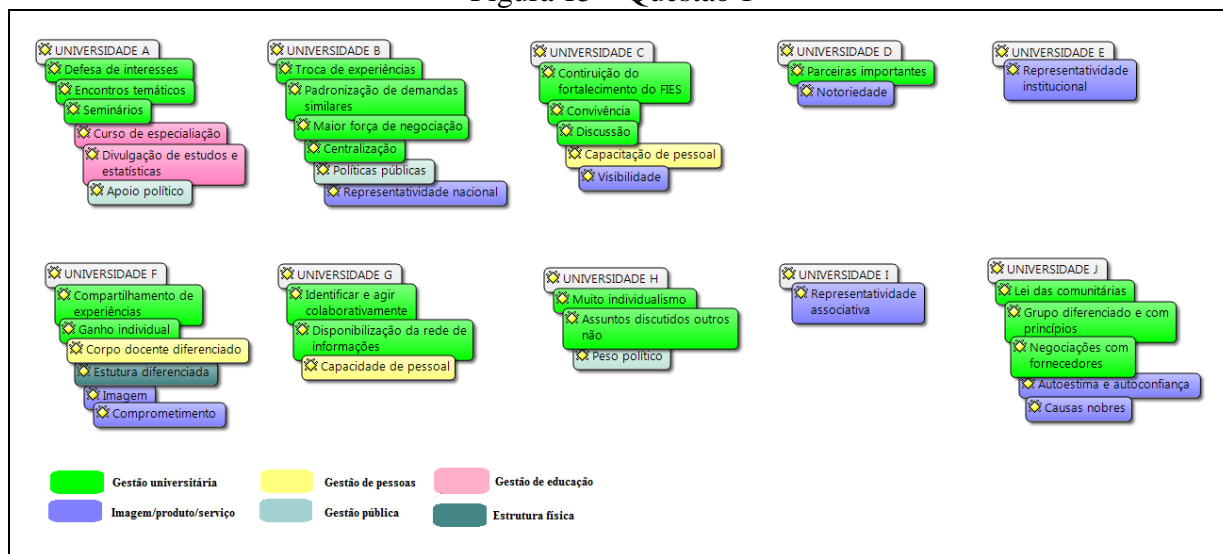 UNIVERSIDADE A
Defesa de interesses
Encontros temáticos
Seminários
Curso de especialiação
Divulgação de estudos e
estatísticas
Apoio político
UNIVERSIDADE B
Troca de experiências
Padronização de demandas
similares
Maior força de negociação
Centralização
Políticas públicas
Representatividade nacional
UNIVERSIDADE C
Contiruição do
fortalecimento do FIES
Convivência
Discussão
Capacitação de pessoal
Visibilidade
UNIVERSIDADE D
Parceiras importantes
Notoriedade
UNIVERSIDADE E
Representatividade
institucional
UNIVERSIDADE F
Compartilhamento de
experiências
Ganho individual
Corpo docente diferenciado
Estutura diferenciada
Imagem
Comprometimento
UNIVERSIDADE G
Identificar e agir
colaborativamente
Disponibilização da rede de
informações
Capacidade de pessoal
UNIVERSIDADE H
Muito individualismo
Assuntos discutidos outros
não
Peso político
UNIVERSIDADE I
Representatividade
associativa
UNIVERSIDADE J
Lei das comunitárias
Grupo diferenciado e com
princípios
Negociações com
fornecedores
Autoestima e autoconfiança
Causas nobres
Gestão universitária
Gestão de pessoas
Gestão de educação
Imagem/produto/serviço
Gestão pública
Estrutura física